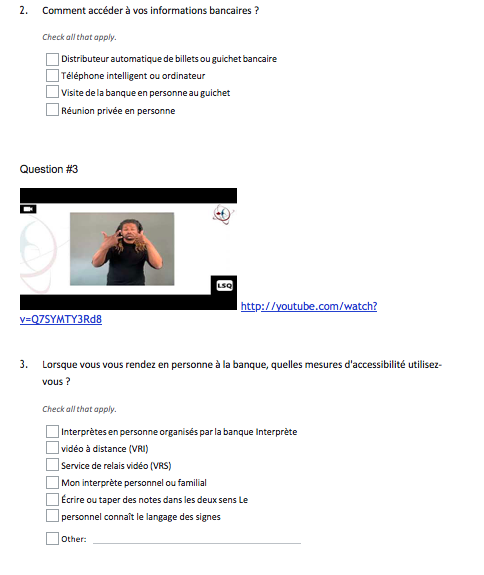 2. Comment accéder à vos informations bancaires ?
Check all that apply.
Distributeur automatique de billets ou guichet bancaire
Téléphone intelligent ou ordinateur
Visite de la banque en personne au guichet
Réunion privée en personne
Question #3
LSQ
http://youtube.com/watch?
v=Q7SYMTY3Rd8
3. Lorsque vous vous rendez en personne à la banque, quelles mesures d'accessibilité utilisez-
vous ?
Check all that apply.
Interprètes en personne organisés par la banque Interprète
vidéo à distance (VRI)
Service de relais vidéo (VRS)
Mon interprète personnel ou familial
Écrire ou taper des notes dans les deux sens Le
personnel connaît le langage des signes
Other: